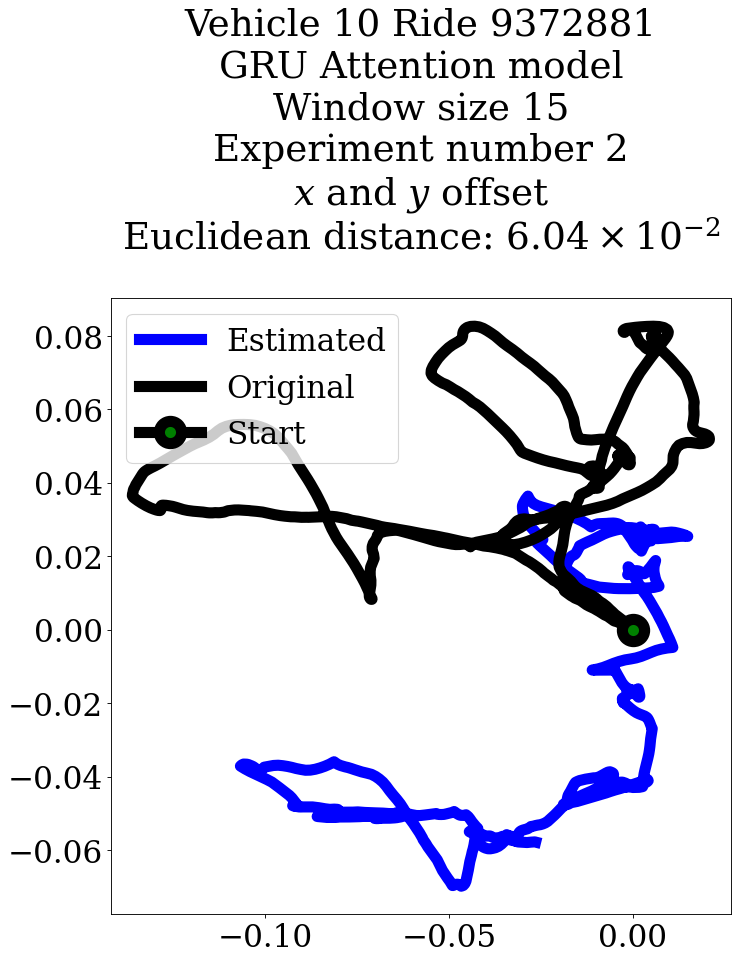 Vehicle 10 Ride 9372881
GRU Attention model
Window size 15
Experiment number 2
x and y offset
Euclidean distance: 6.04 × 10⁻²
Estimated
Original
Start
0.08
0.06
0.04
0.02
0.00
−0.02
−0.04
−0.06
−0.10
−0.05
0.00